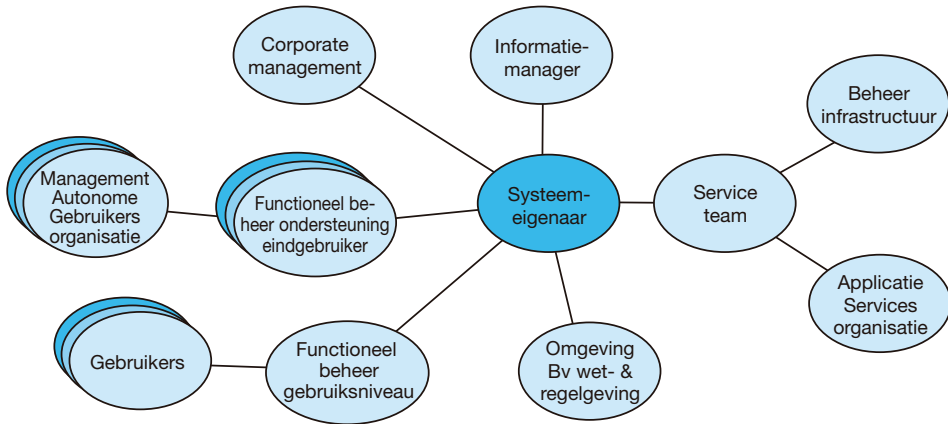 Corporate
management
Informatie-
manager
Beheer
infrastructuur
Management
Autonome
Gebruikers
organisatie
Functioneel be-
heer ondersteuning
eindgebruiker
Systeem-
eigenaar
Service
team
Applicatie
Services
organisatie
Gebruikers
Functioneel
beheer
gebruiksniveau
Omgeving
Bv wet- &
regelgeving